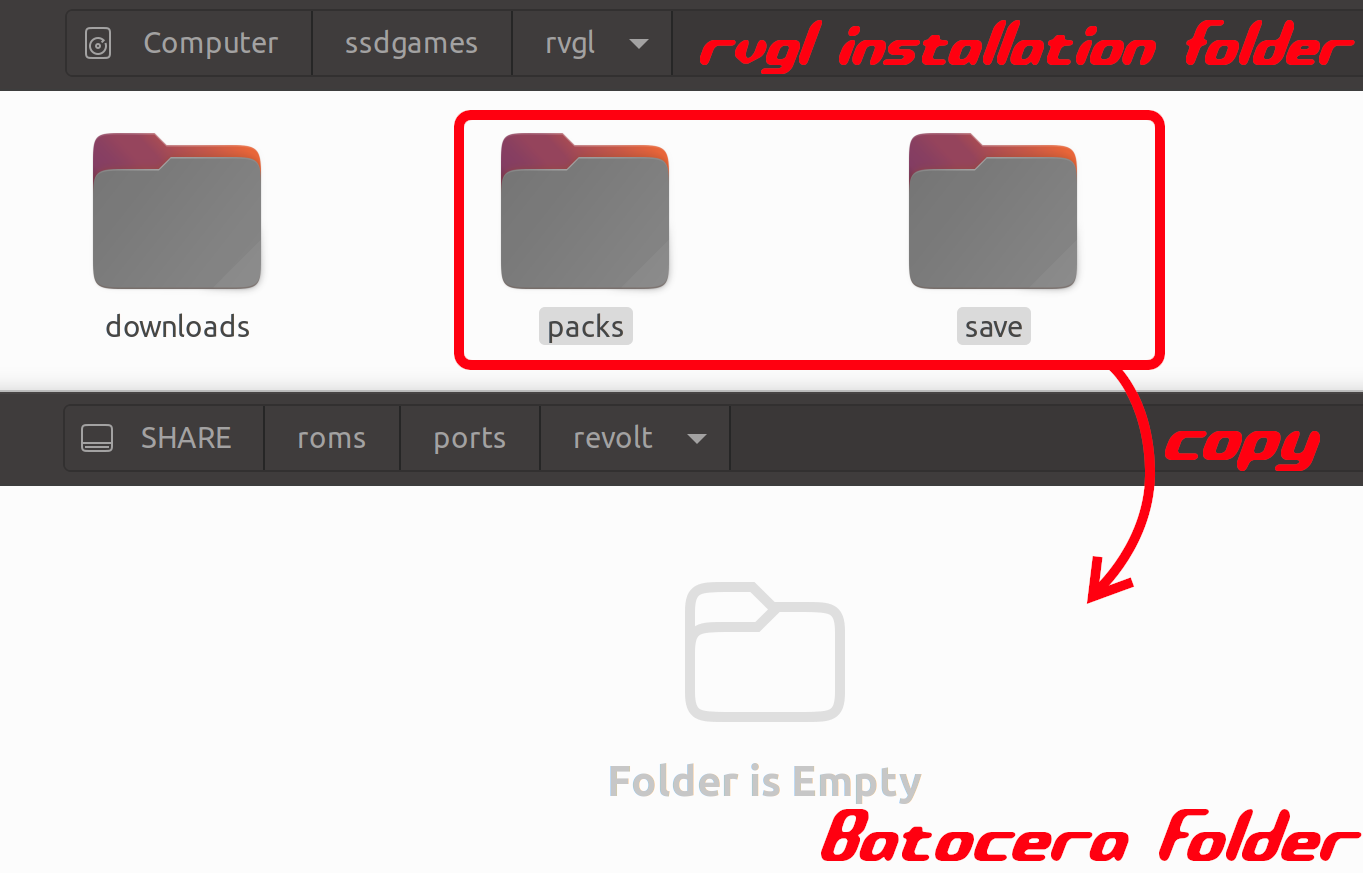 Computer ssdgames rvgl rvgl installation folder
downloads packs save
SHARE roms ports revolt copy
Folder is Empty
Batocera folder